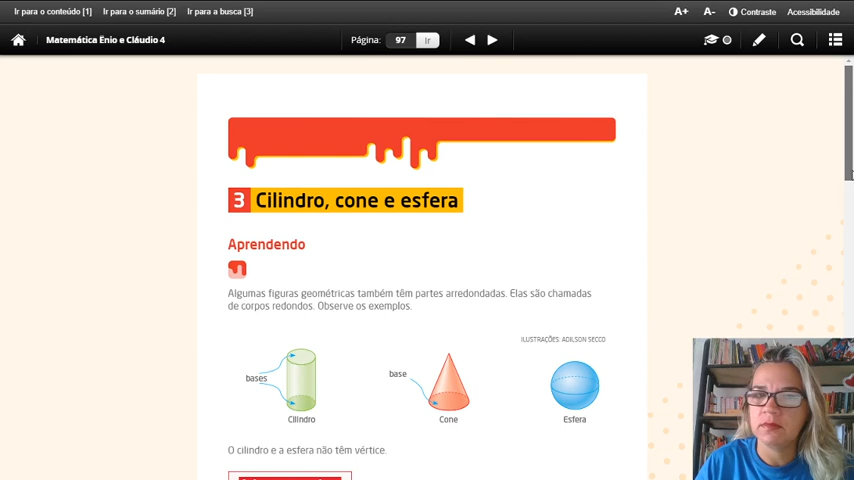 Ir para o conteúdo [1] Ir para o sumário [2] Ir para a busca [3] A+ A- Contraste Acessibilidade
Matemática Enio e Cláudio 4 Página: 97 Ir
3 Cilindro, cone e esfera
Aprendendo
Algumas figuras geométricas também têm partes arredondadas. Elas são chamadas
de corpos redondos. Observe os exemplos.
ILUSTRAÇÕES: ADILSON SECCO
bases base
Cilindro Cone Esfera
O cilindro e a esfera não têm vértice.